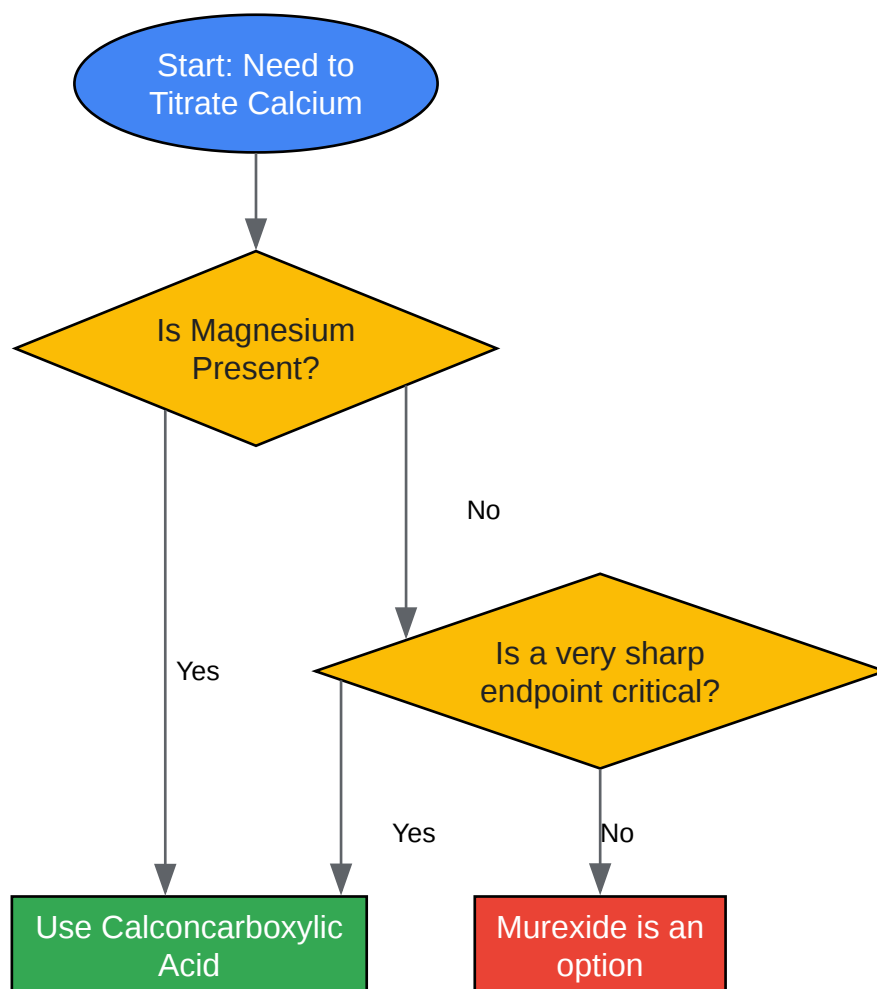 Start: Need to
Titrate Calcium
Is Magnesium
Present?
No
Is a very sharp
endpoint critical?
Yes
Yes
No
Use Calconcarboxylic
Acid
Murexide is an
option